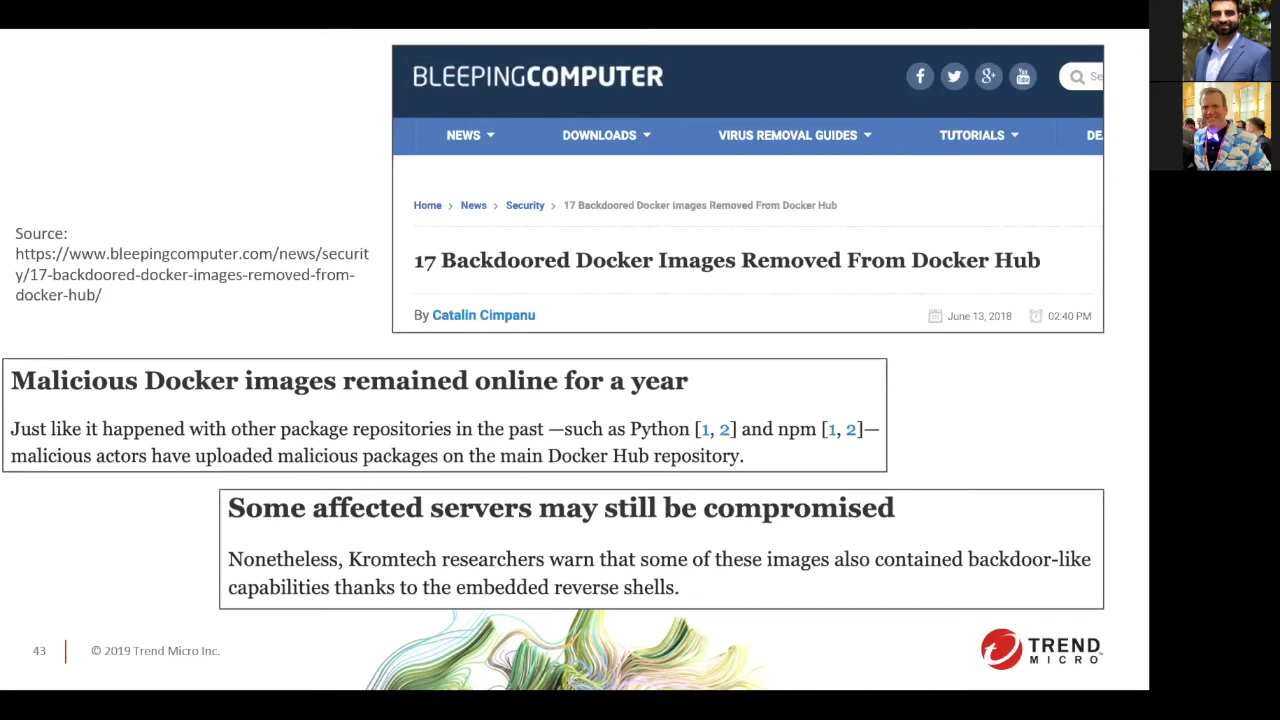 BLEEPINGCOMPUTER
Se
NEWS DOWNLOADS VIRUS REMOVAL GUIDES TUTORIALS DEA
Home > News > Security > 17 Backdoored Docker Images Removed From Docker Hub
17 Backdoored Docker Images Removed From Docker Hub
By Catalin Cimpanu June 13, 2018 02:40 PM
Source:
https://www.bleepingcomputer.com/news/securit
y/17-backdoored-docker-images-removed-from-
docker-hub/
Malicious Docker images remained online for a year
Just like it happened with other package repositories in the past —such as Python [1, 2] and npm [1, 2]—
malicious actors have uploaded malicious packages on the main Docker Hub repository.
Some affected servers may still be compromised
Nonetheless, Kromtech researchers warn that some of these images also contained backdoor-like
capabilities thanks to the embedded reverse shells.
43 © 2019 Trend Micro Inc.
TREND
MICRO